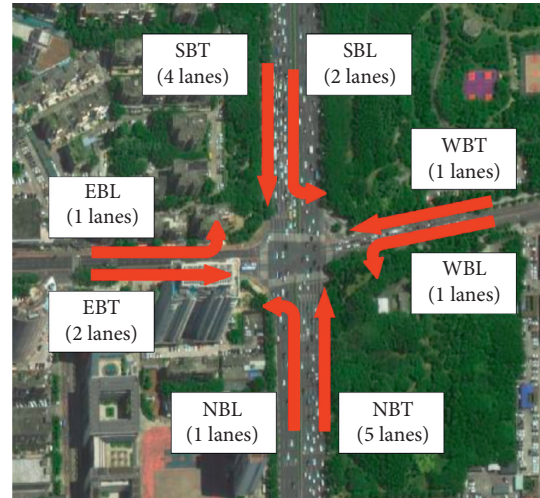 SBT
(4 lanes)
SBL
(2 lanes)
WBT
(1 lanes)
EBL
(1 lanes)
WBL
(1 lanes)
EBT
(2 lanes)
NBL
(1 lanes)
NBT
(5 lanes)